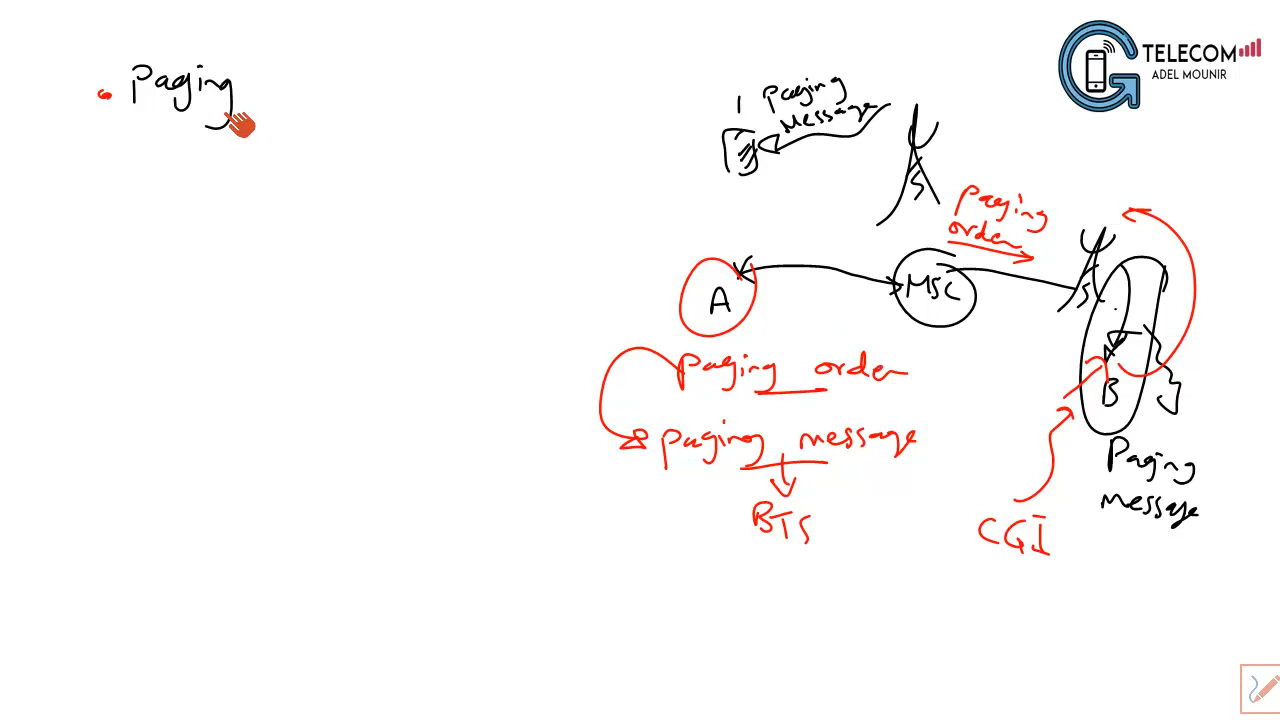 Paging
TELECOM
ADEL MOUNIR
1 Paging
Message
Paging
order
A
MSC
B
Paging order
Paging message
BTS
Paging
message
CGI